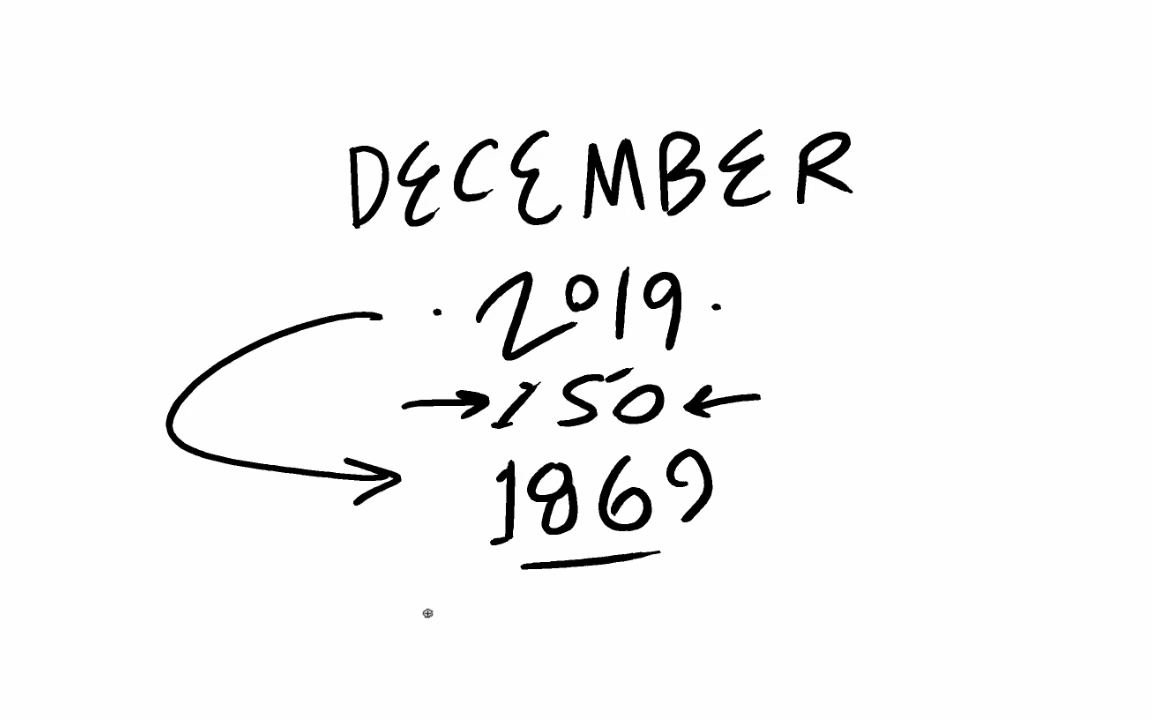 DECEMBER
. 2019.
→150←
1869